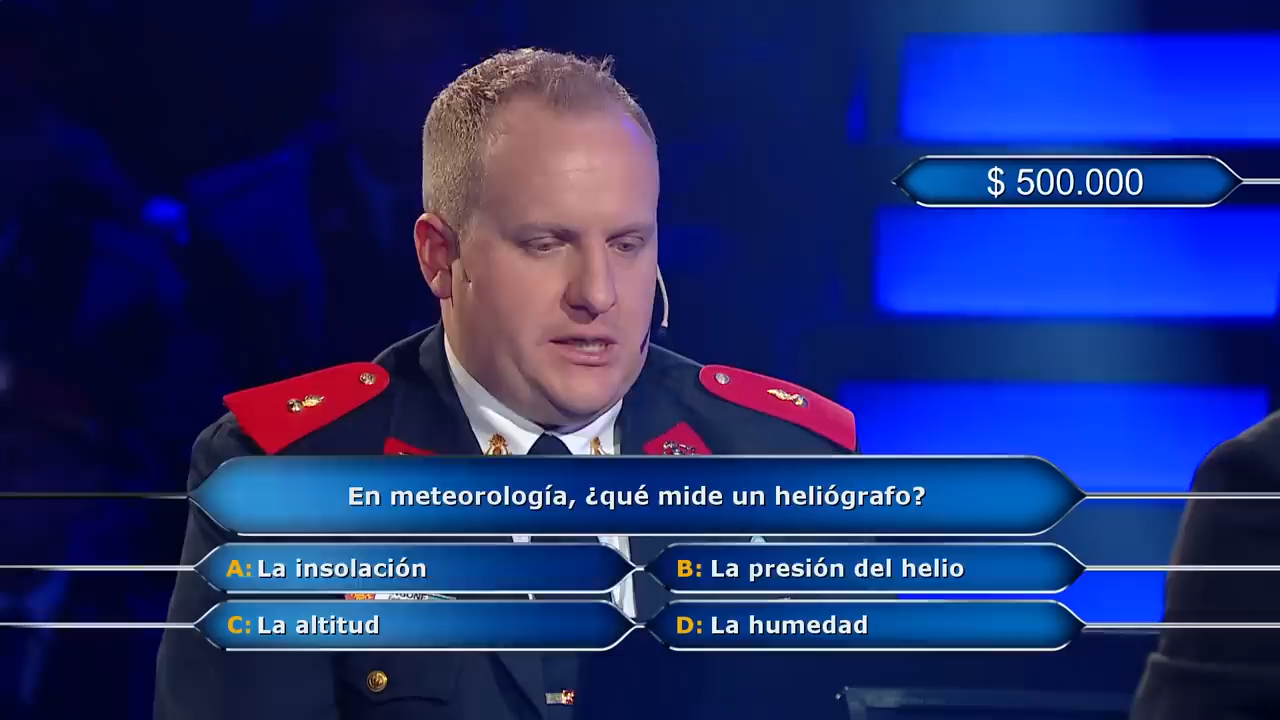 $ 500.000
En meteorología, ¿qué mide un heliógrafo?
A: La insolación
B: La presión del helio
C: La altitud
D: La humedad